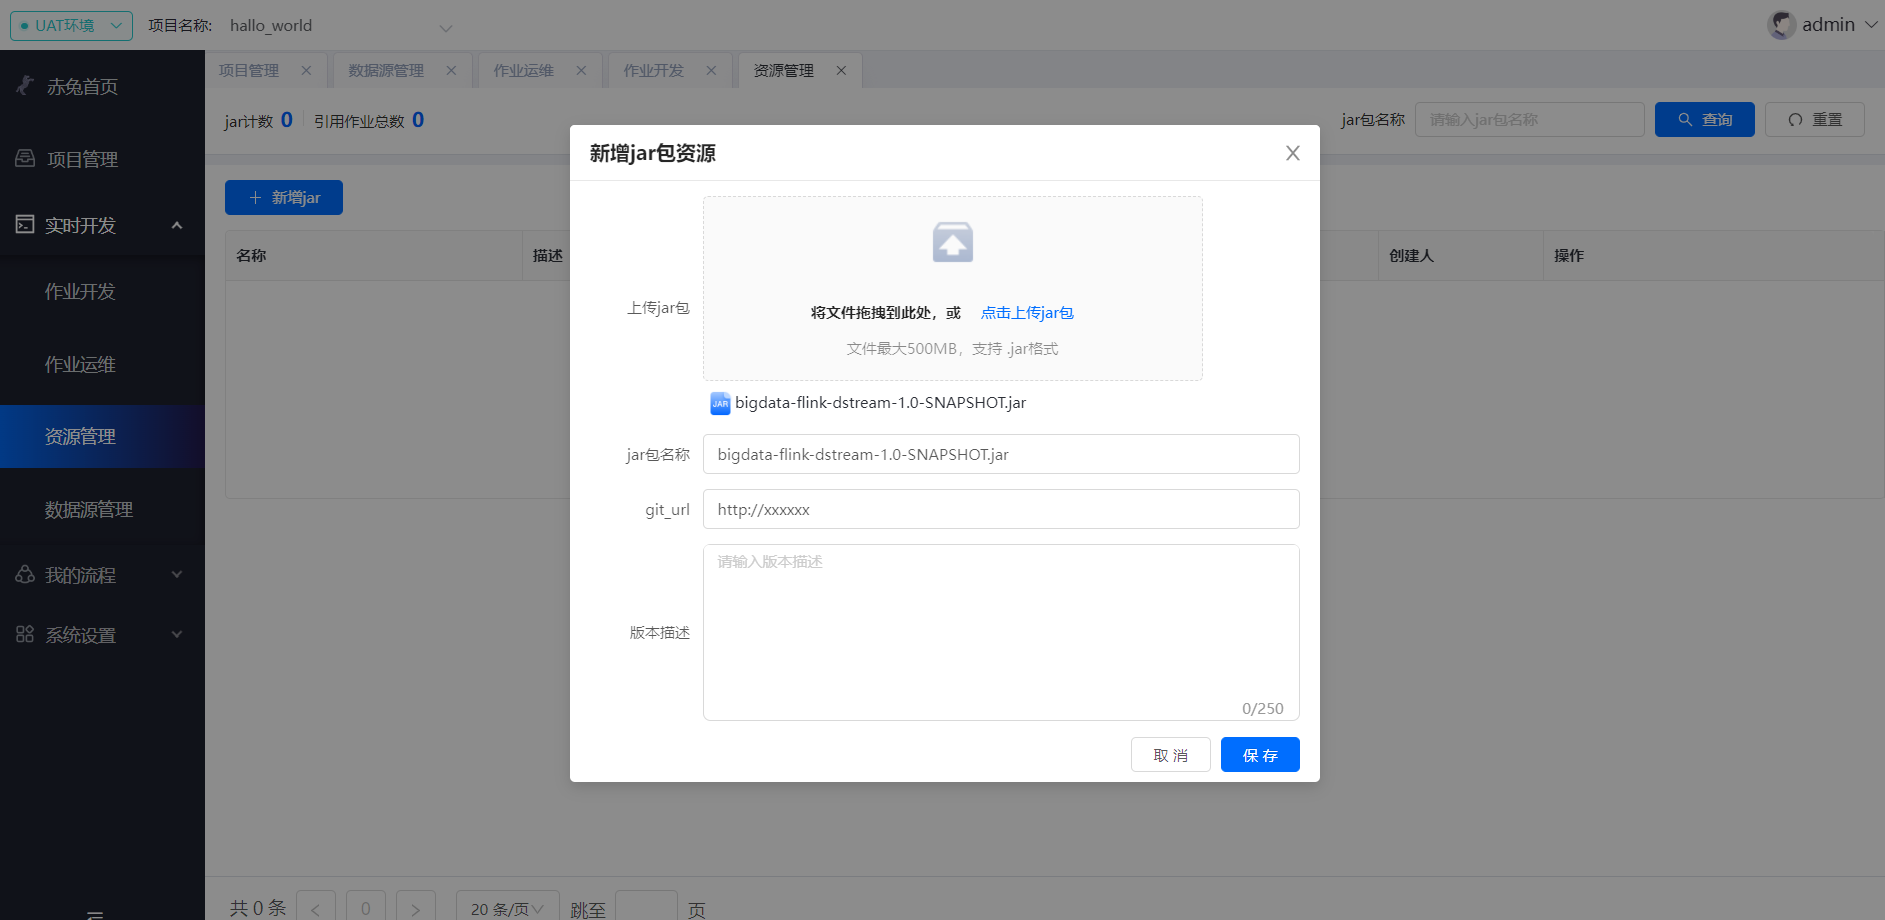 UAT环境 项目名称: hallo_world admin
赤兔首页
项目管理
实时开发
作业开发
作业运维
资源管理
数据源管理
我的流程
系统设置
项目管理 数据源管理 作业运维 作业开发 资源管理
jar计数 0 引用作业总数 0
jar包名称 请输入jar包名称 查询 重置
新增jar
名称 描述 创建人 操作
新增jar包资源
上传jar包
将文件拖拽到此处，或 点击上传jar包
文件最大500MB，支持 .jar格式
JAR bigdata-flink-dstream-1.0-SNAPSHOT.jar
jar包名称 bigdata-flink-dstream-1.0-SNAPSHOT.jar
git_url http://xxxxxx
版本描述 请输入版本描述
0/250
取 消 保 存
共 0 条 < 0 > 20 条/页 跳至 页